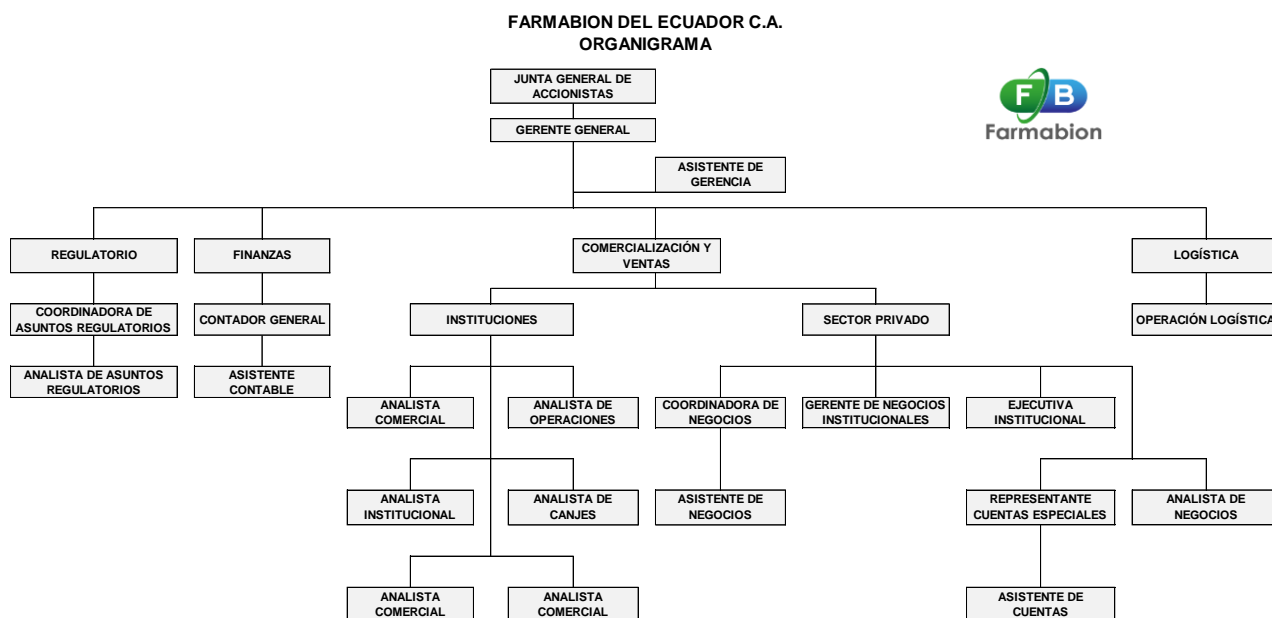 FARMABION DEL ECUADOR C.A.
ORGANIGRAMA
JUNTA GENERAL DE
ACCIONISTAS
F B
Farmabion
GERENTE GENERAL
ASISTENTE DE
GERENCIA
REGULATORIO
FINANZAS
COMERCIALIZACIÓN Y
VENTAS
LOGÍSTICA
COORDINADORA DE
ASUNTOS REGULATORIOS
CONTADOR GENERAL
INSTITUCIONES
SECTOR PRIVADO
OPERACIÓN LOGÍSTICA
ANALISTA DE ASUNTOS
REGULATORIOS
ASISTENTE
CONTABLE
ANALISTA
COMERCIAL
ANALISTA DE
OPERACIONES
COORDINADORA DE
NEGOCIOS
GERENTE DE NEGOCIOS
INSTITUCIONALES
EJECUTIVA
INSTITUCIONAL
ANALISTA
INSTITUCIONAL
ANALISTA DE
CANJES
ASISTENTE DE
NEGOCIOS
REPRESENTANTE
CUENTAS ESPECIALES
ANALISTA DE
NEGOCIOS
ANALISTA
COMERCIAL
ANALISTA
COMERCIAL
ASISTENTE DE
CUENTAS